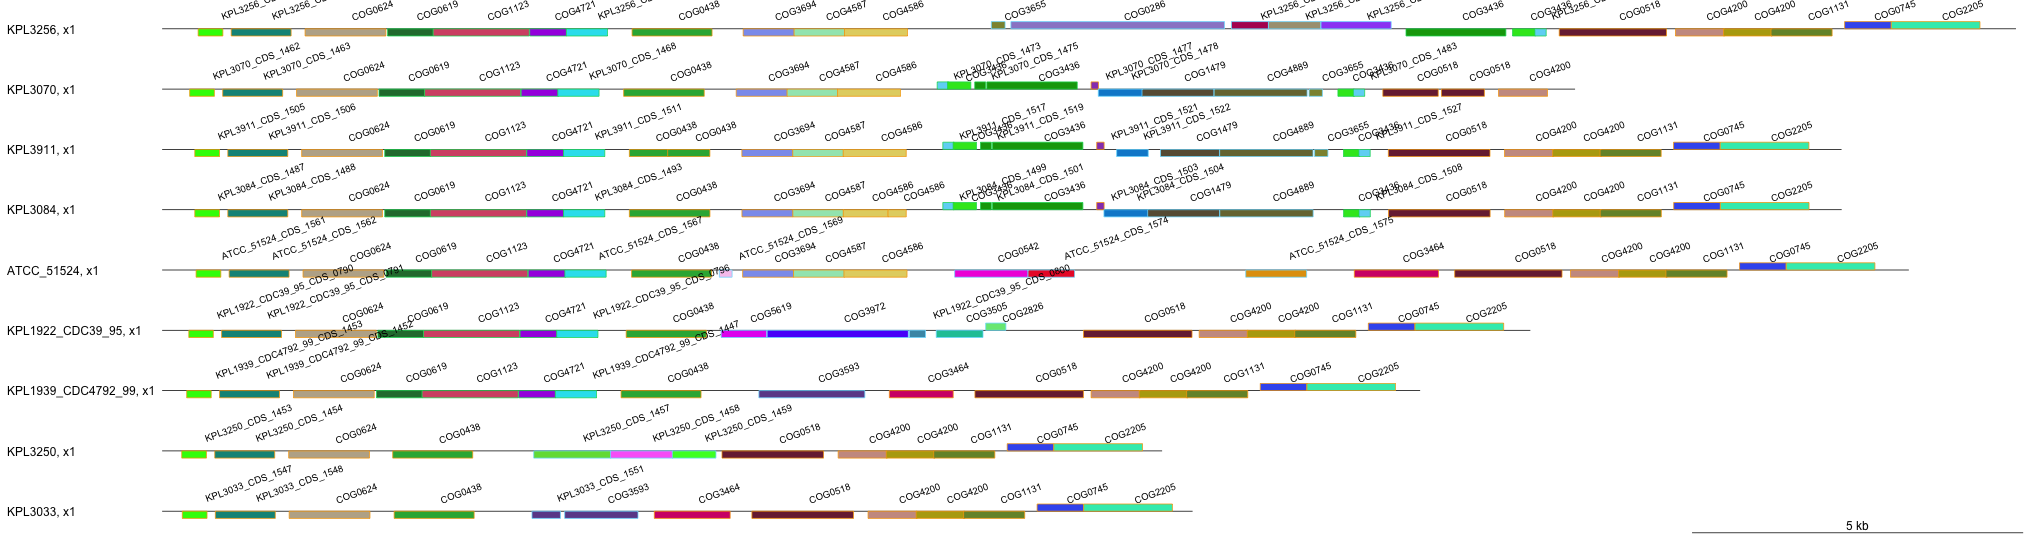 KPL3256, x1
COG0624 COG0619 COG1123 COG4721 COG0438 COG3694 COG4587 COG4586 COG3655 COG0286 COG3436 COG3436 COG0518 COG4200 COG4200 COG1131 COG0745 COG2205
KPL3070, x1
KPL3070_CDS_1462 KPL3070_CDS_1463 COG0624 COG0619 COG1123 COG4721 KPL3070_CDS_1468 COG0438 COG3694 COG4587 COG4586 KPL3070_CDS_1473 COG3436 KPL3070_CDS_1475 COG3436 KPL3070_CDS_1477 KPL3070_CDS_1478 COG1479 COG4889 COG3655 COG3436 KPL3070_CDS_1483 COG0518 COG0518 COG4200
KPL3911, x1
KPL3911_CDS_1505 KPL3911_CDS_1506 COG0624 COG0619 COG1123 COG4721 KPL3911_CDS_1511 COG0438 COG0438 COG3694 COG4587 COG4586 KPL3911_CDS_1517 COG3436 KPL3911_CDS_1519 COG3436 KPL3911_CDS_1521 KPL3911_CDS_1522 COG1479 COG4889 COG3655 COG3436 KPL3911_CDS_1527 COG0518 COG4200 COG4200 COG1131 COG0745 COG2205
KPL3084, x1
KPL3084_CDS_1487 KPL3084_CDS_1488 COG0624 COG0619 COG1123 COG4721 KPL3084_CDS_1493 COG0438 COG3694 COG4587 COG4586 COG4586 KPL3084_CDS_1499 COG3436 KPL3084_CDS_1501 COG3436 KPL3084_CDS_1503 KPL3084_CDS_1504 COG1479 COG4889 COG3436 KPL3084_CDS_1508 COG0518 COG4200 COG4200 COG1131 COG0745 COG2205
ATCC_51524, x1
ATCC_51524_CDS_1561 ATCC_51524_CDS_1562 COG0624 COG0619 COG1123 COG4721 ATCC_51524_CDS_1567 COG0438 ATCC_51524_CDS_1569 COG3694 COG4587 COG4586 COG0542 ATCC_51524_CDS_1574 ATCC_51524_CDS_1575 COG3464 COG0518 COG4200 COG4200 COG1131 COG0745 COG2205
KPL1922_CDC39_95, x1
KPL1922_CDC39_95_CDS_0790 KPL1922_CDC39_95_CDS_0791 COG0624 COG0619 COG1123 COG4721 KPL1922_CDC39_95_CDS_0796 COG0438 COG5619 COG3972 KPL1922_CDC39_95_CDS_0800 COG3505 COG2826 COG0518 COG4200 COG4200 COG1131 COG0745 COG2205
KPL1939_CDC4792_99, x1
KPL1939_CDC4792_99_CDS_1453 KPL1939_CDC4792_99_CDS_1452 COG0624 COG0619 COG1123 COG4721 KPL1939_CDC4792_99_CDS_1447 COG0438 COG3593 COG3464 COG0518 COG4200 COG4200 COG1131 COG0745 COG2205
KPL3250, x1
KPL3250_CDS_1453 KPL3250_CDS_1454 COG0624 COG0438 KPL3250_CDS_1457 KPL3250_CDS_1458 KPL3250_CDS_1459 COG0518 COG4200 COG4200 COG1131 COG0745 COG2205
KPL3033, x1
KPL3033_CDS_1547 KPL3033_CDS_1548 COG0624 COG0438 KPL3033_CDS_1551 COG3593 COG3464 COG0518 COG4200 COG4200 COG1131 COG0745 COG2205
5 kb